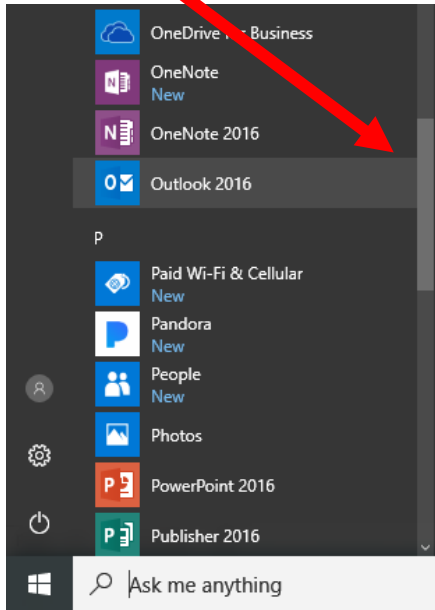 OneDrive for Business
OneNote
New
OneNote 2016
Outlook 2016
P
Paid Wi-Fi & Cellular
New
Pandora
New
People
New
Photos
PowerPoint 2016
Publisher 2016
Ask me anything